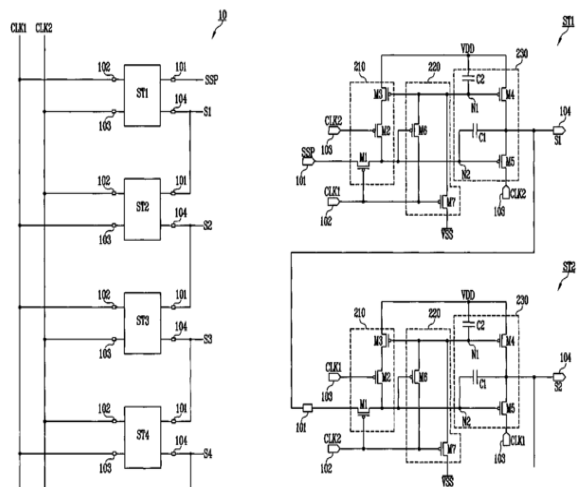 10
CLK1 CLK2
102 101
ST1 SSP
104
103 S1
102 101
ST2
104
103 S2
102 101
ST3
104
103 S3
102 101
ST4
104
103 S4
ST1
VDD
210 220 230
C2
M3 N1 M4
CLK2 104
103 M2 M6 C1 S1
SSP M1
101 N2 M5
CLK1 CLK2
102 M7 103
VSS
ST2
VDD
210 220 230
C2
M3 N1 M4
CLK1 104
103 M2 M6 C1 S2
M1
101 N2 M5
CLK2 CLK1
102 M7 103
VSS